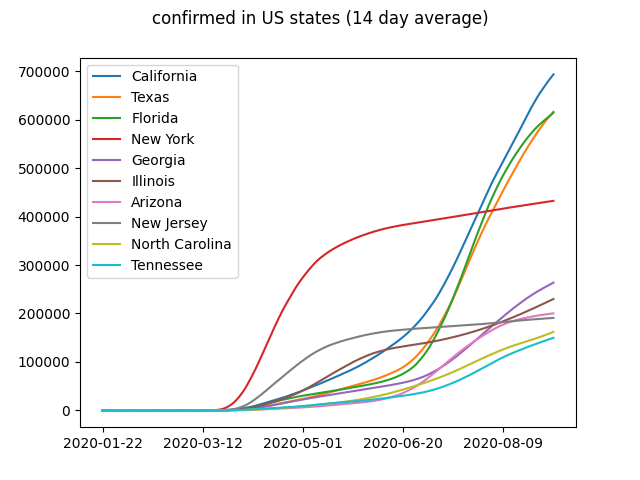 confirmed in US states (14 day average)
700000
600000
500000
400000
300000
200000
100000
0
California
Texas
Florida
New York
Georgia
Illinois
Arizona
New Jersey
North Carolina
Tennessee
2020-01-22 2020-03-12 2020-05-01 2020-06-20 2020-08-09